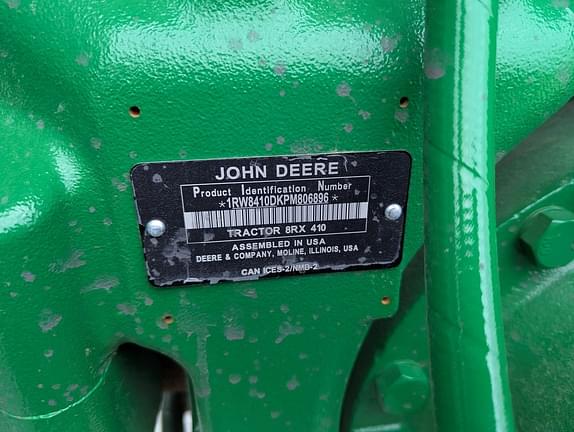 JOHN DEERE
Product Identification Number
*1RW8410DKPM806896*
TRACTOR 8RX 410
ASSEMBLED IN USA
DEERE & COMPANY, MOLINE, ILLINOIS, USA
CAN ICES-2/NMB-2